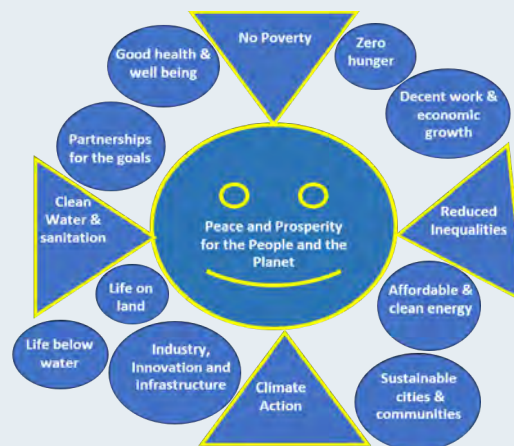 No Poverty
Zero
hunger
Good health &
well being
Decent work &
economic
growth
Partnerships
for the goals
Clean
Water &
sanitation
Peace and Prosperity
for the People and the
Planet
Reduced
Inequalities
Life on
land
Affordable &
clean energy
Life below
water
Industry,
Innovation and
infrastructure
Climate
Action
Sustainable
cities &
communities